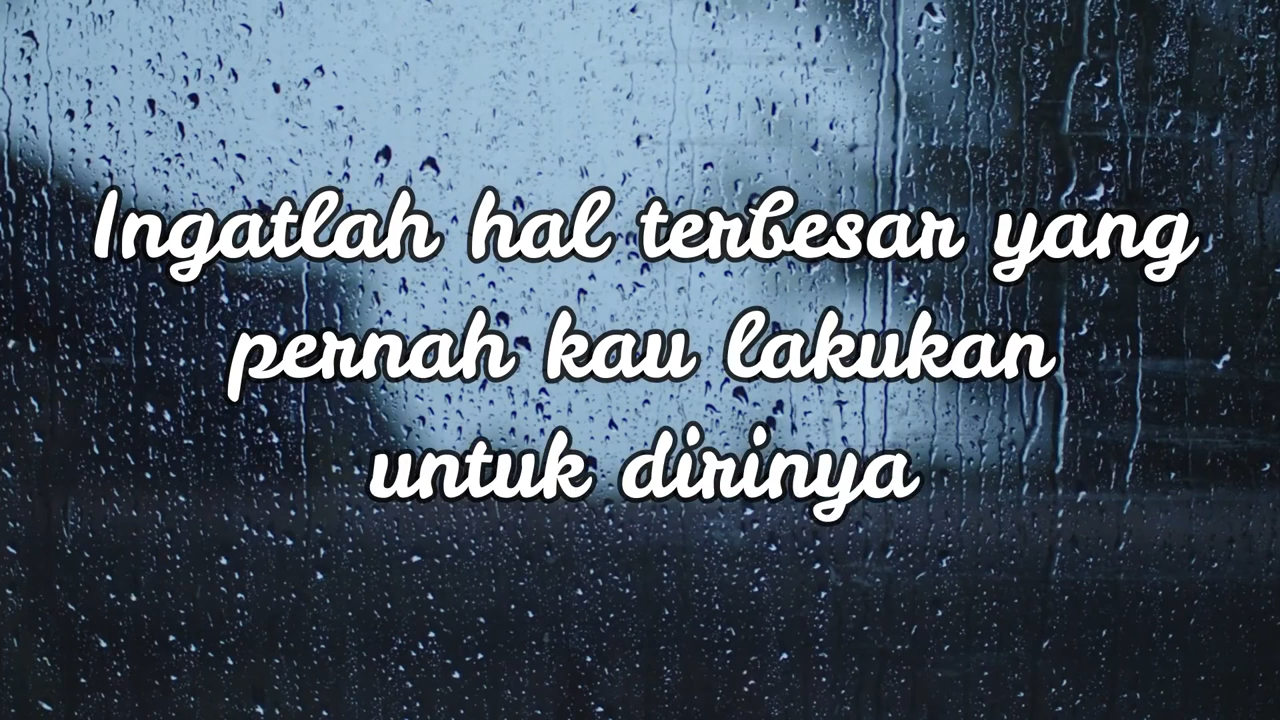 Ingatlah hal terbesar yang
pernah kau lakukan
untuk dirinya